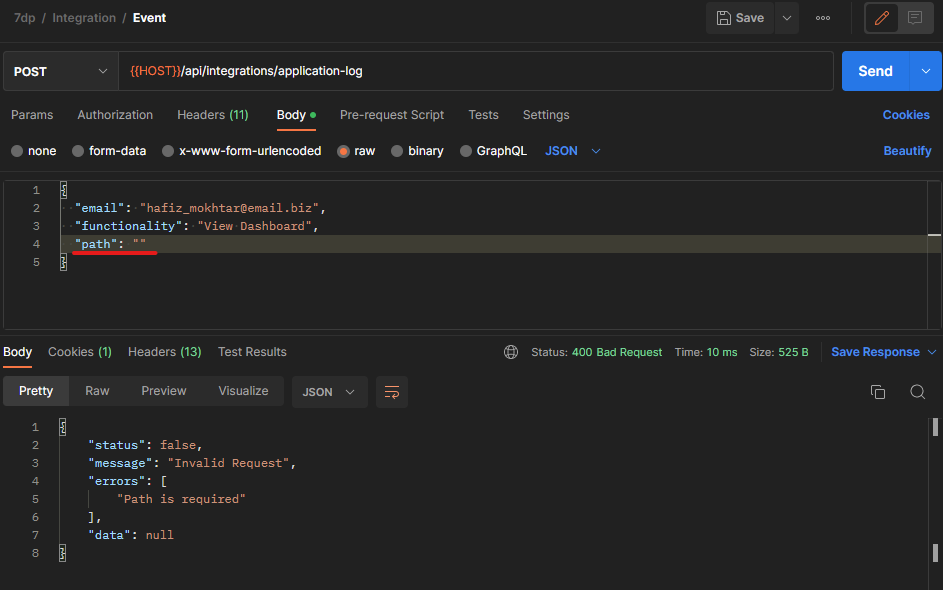 7dp / Integration / Event
Save
POST {{HOST}}/api/integrations/application-log Send
Params Authorization Headers (11) Body Pre-request Script Tests Settings Cookies
none form-data x-www-form-urlencoded raw binary GraphQL JSON Beautify
1 {
2 "email": "hafiz_mokhtar@email.biz",
3 "functionality": "View Dashboard",
4 "path": ""
5 }
Body Cookies (1) Headers (13) Test Results Status: 400 Bad Request Time: 10 ms Size: 525 B Save Response
Pretty Raw Preview Visualize JSON
1 {
2 "status": false,
3 "message": "Invalid Request",
4 "errors": [
5 "Path is required"
6 ],
7 "data": null
8 }